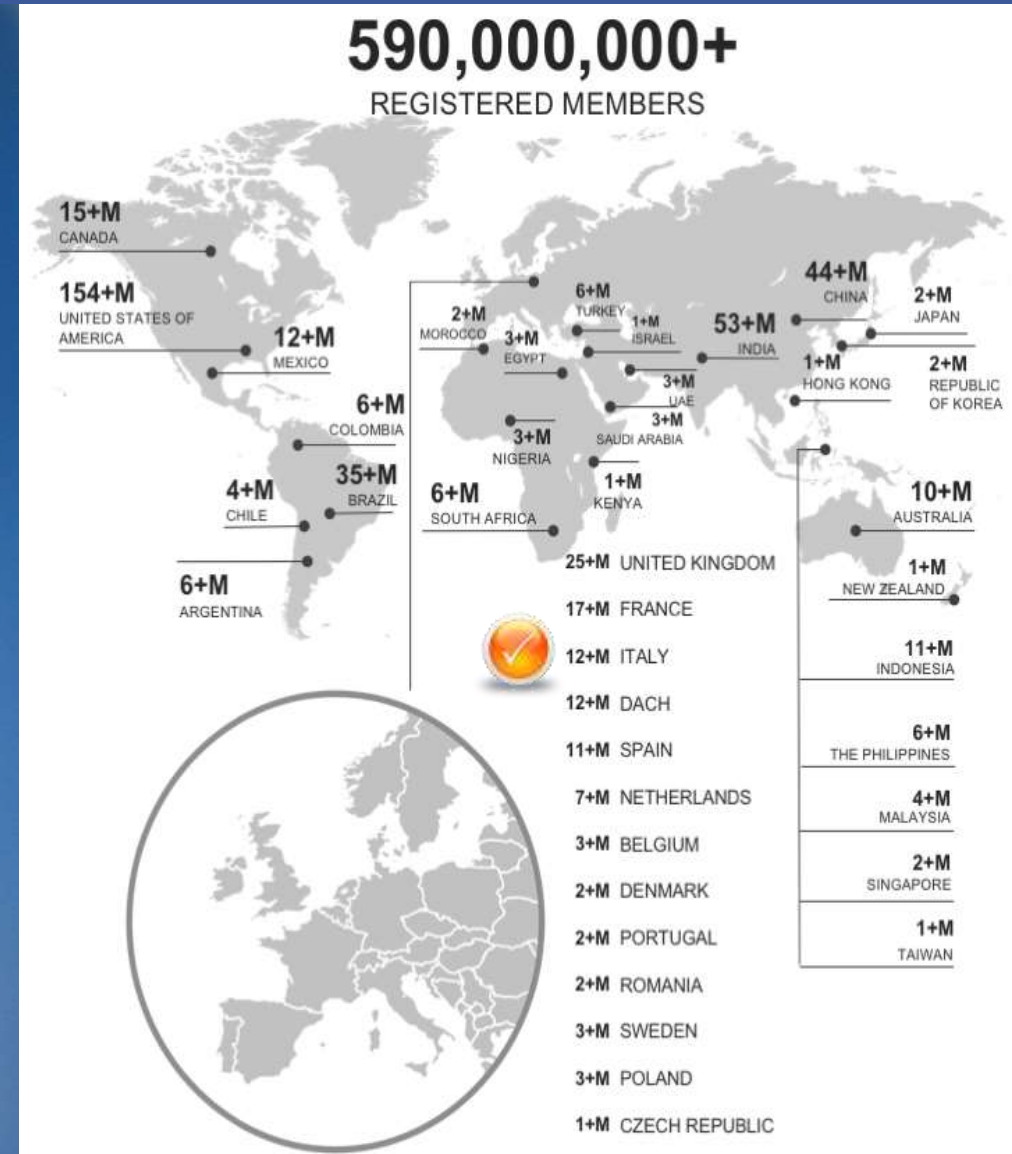 590,000,000+
REGISTERED MEMBERS
15+M
CANADA
154+M
UNITED STATES OF
AMERICA
12+M
MEXICO
6+M
COLOMBIA
35+M
BRAZIL
4+M
CHILE
6+M
ARGENTINA
2+M
MOROCCO
6+M
TURKEY
3+M
EGYPT
1+M
ISRAEL
3+M
UAE
3+M
SAUDI ARABIA
3+M
NIGERIA
1+M
KENYA
6+M
SOUTH AFRICA
53+M
INDIA
44+M
CHINA
2+M
JAPAN
1+M
HONG KONG
2+M
REPUBLIC
OF KOREA
10+M
AUSTRALIA
1+M
NEW ZEALAND
25+M UNITED KINGDOM
17+M FRANCE
12+M ITALY
12+M DACH
11+M SPAIN
7+M NETHERLANDS
3+M BELGIUM
2+M DENMARK
2+M PORTUGAL
2+M ROMANIA
3+M SWEDEN
3+M POLAND
1+M CZECH REPUBLIC
11+M
INDONESIA
6+M
THE PHILIPPINES
4+M
MALAYSIA
2+M
SINGAPORE
1+M
TAIWAN